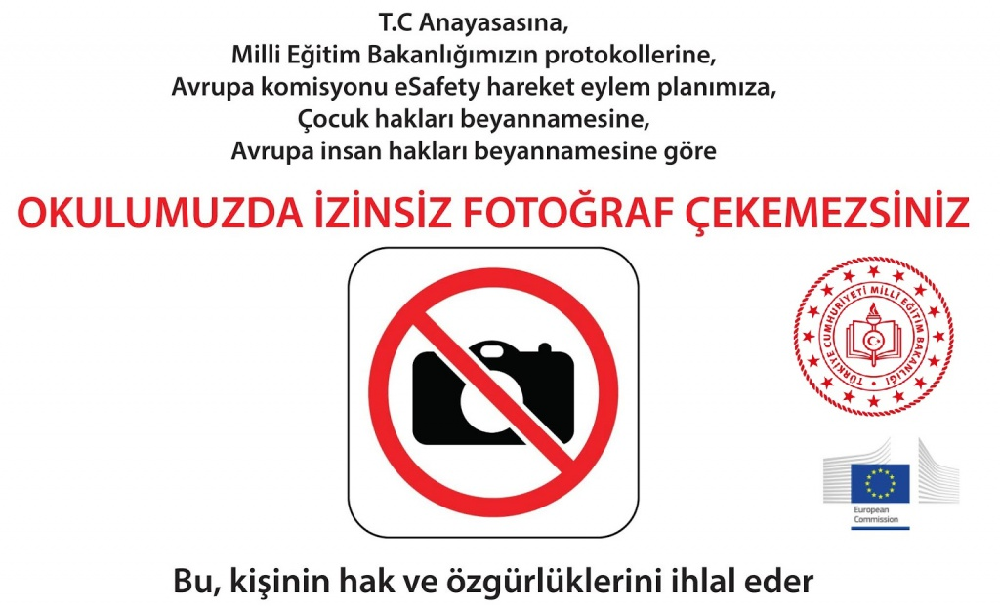 T.C Anayasasına,
Milli Eğitim Bakanlığımızın protokollerine,
Avrupa komisyonu eSafety hareket eylem planımıza,
Çocuk hakları beyannamesine,
Avrupa insan hakları beyannamesine göre
OKULUMUZDA İZİNSİZ FOTOĞRAF ÇEKEMEZSİNİZ
TÜRKİYE CUMHURİYETİ MİLLİ EĞİTİM BAKANLIĞI
European
Commission
Bu, kişinin hak ve özgürlüklerini ihlal eder